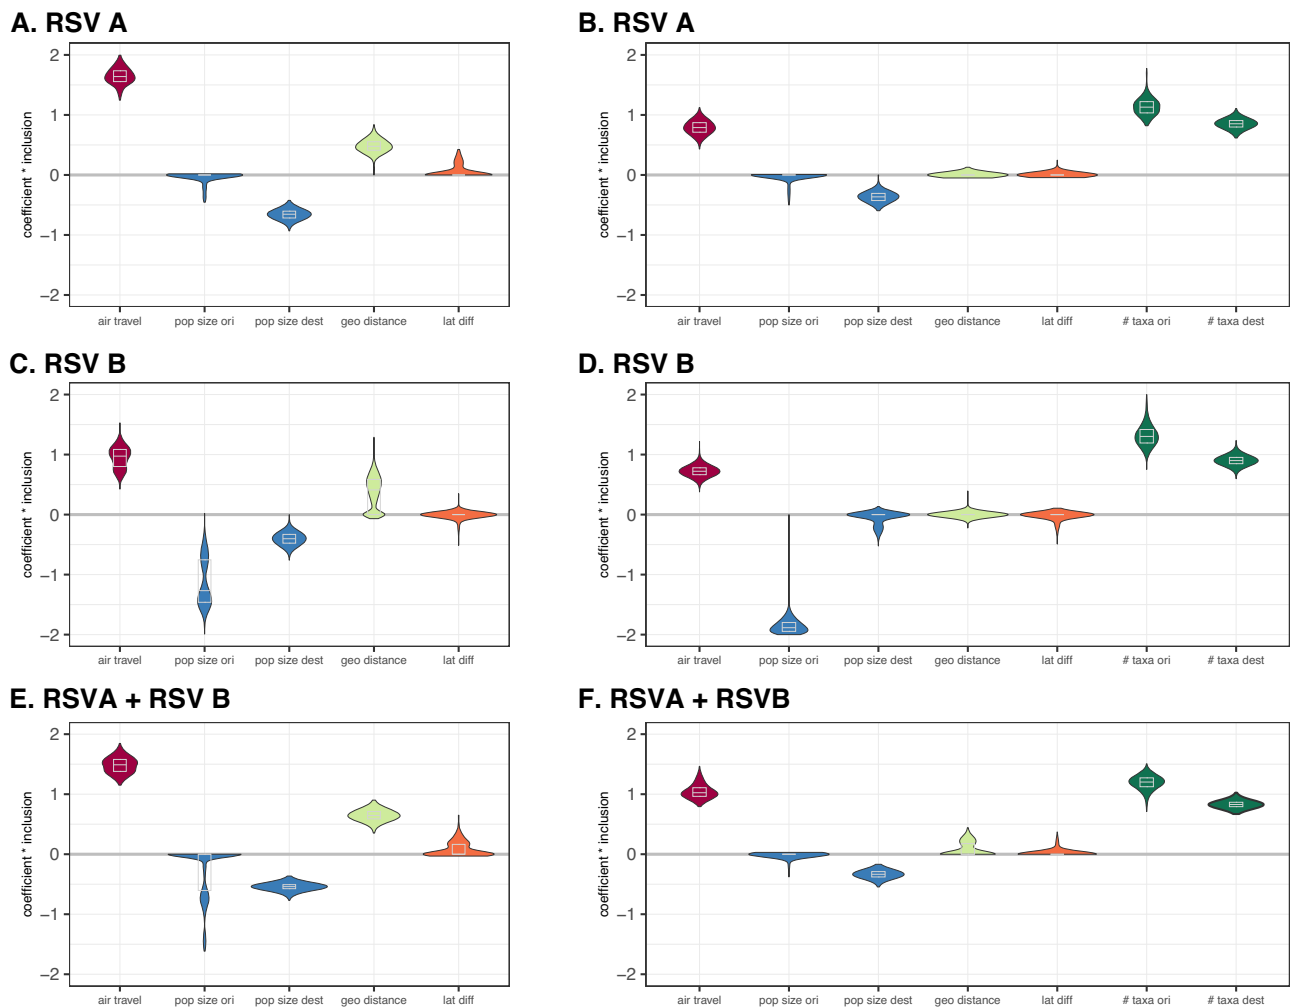 A. RSV A
2
1
0
−1
−2
coefficient * inclusion
air travel pop size ori pop size dest geo distance lat diff
B. RSV A
2
1
0
−1
−2
coefficient * inclusion
air travel pop size ori pop size dest geo distance lat diff # taxa ori # taxa dest
C. RSV B
2
1
0
−1
−2
coefficient * inclusion
air travel pop size ori pop size dest geo distance lat diff
D. RSV B
2
1
0
−1
−2
coefficient * inclusion
air travel pop size ori pop size dest geo distance lat diff # taxa ori # taxa dest
E. RSVA + RSV B
2
1
0
−1
−2
coefficient * inclusion
air travel pop size ori pop size dest geo distance lat diff
F. RSVA + RSVB
2
1
0
−1
−2
coefficient * inclusion
air travel pop size ori pop size dest geo distance lat diff # taxa ori # taxa dest